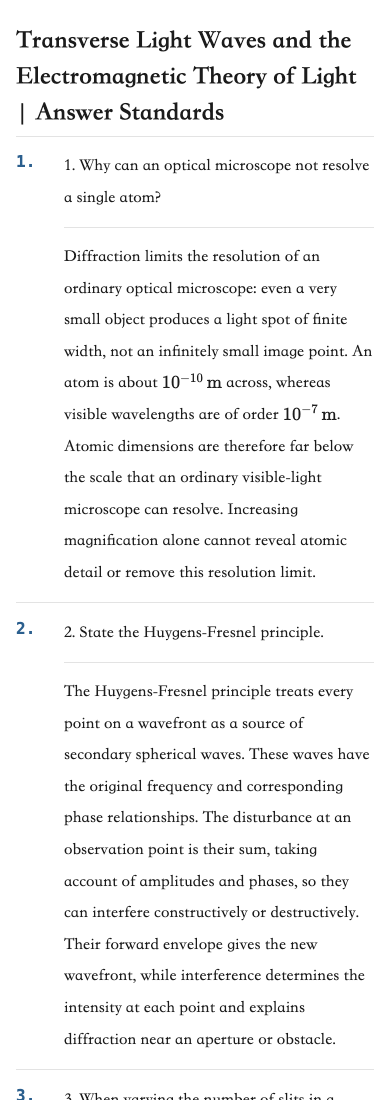 Transverse Light Waves and the
Electromagnetic Theory of Light
| Answer Standards
1.
1. Why can an optical microscope not resolve
a single atom?
Diffraction limits the resolution of an
ordinary optical microscope: even a very
small object produces a light spot of finite
width, not an infinitely small image point. An
atom is about 10⁻¹⁰ m across, whereas
visible wavelengths are of order 10⁻⁷ m.
Atomic dimensions are therefore far below
the scale that an ordinary visible-light
microscope can resolve. Increasing
magnification alone cannot reveal atomic
detail or remove this resolution limit.
2.
2. State the Huygens-Fresnel principle.
The Huygens-Fresnel principle treats every
point on a wavefront as a source of
secondary spherical waves. These waves have
the original frequency and corresponding
phase relationships. The disturbance at an
observation point is their sum, taking
account of amplitudes and phases, so they
can interfere constructively or destructively.
Their forward envelope gives the new
wavefront, while interference determines the
intensity at each point and explains
diffraction near an aperture or obstacle.
3.
3. When varying the number of slits in a